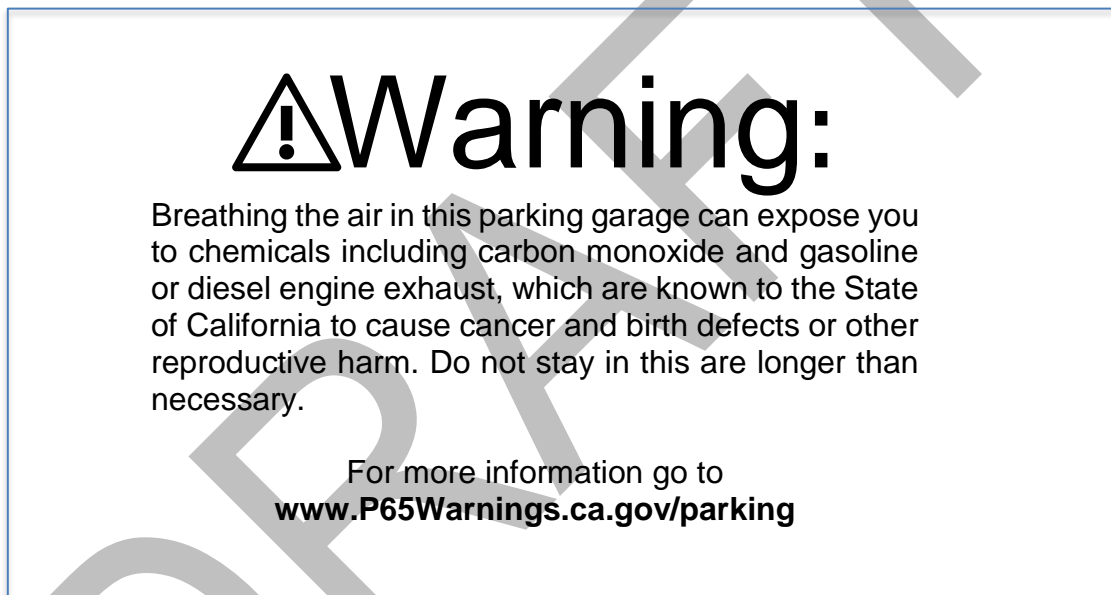 ⚠Warning:
Breathing the air in this parking garage can expose you
to chemicals including carbon monoxide and gasoline
or diesel engine exhaust, which are known to the State
of California to cause cancer and birth defects or other
reproductive harm. Do not stay in this are longer than
necessary.
For more information go to
www.P65Warnings.ca.gov/parking
DRAFT